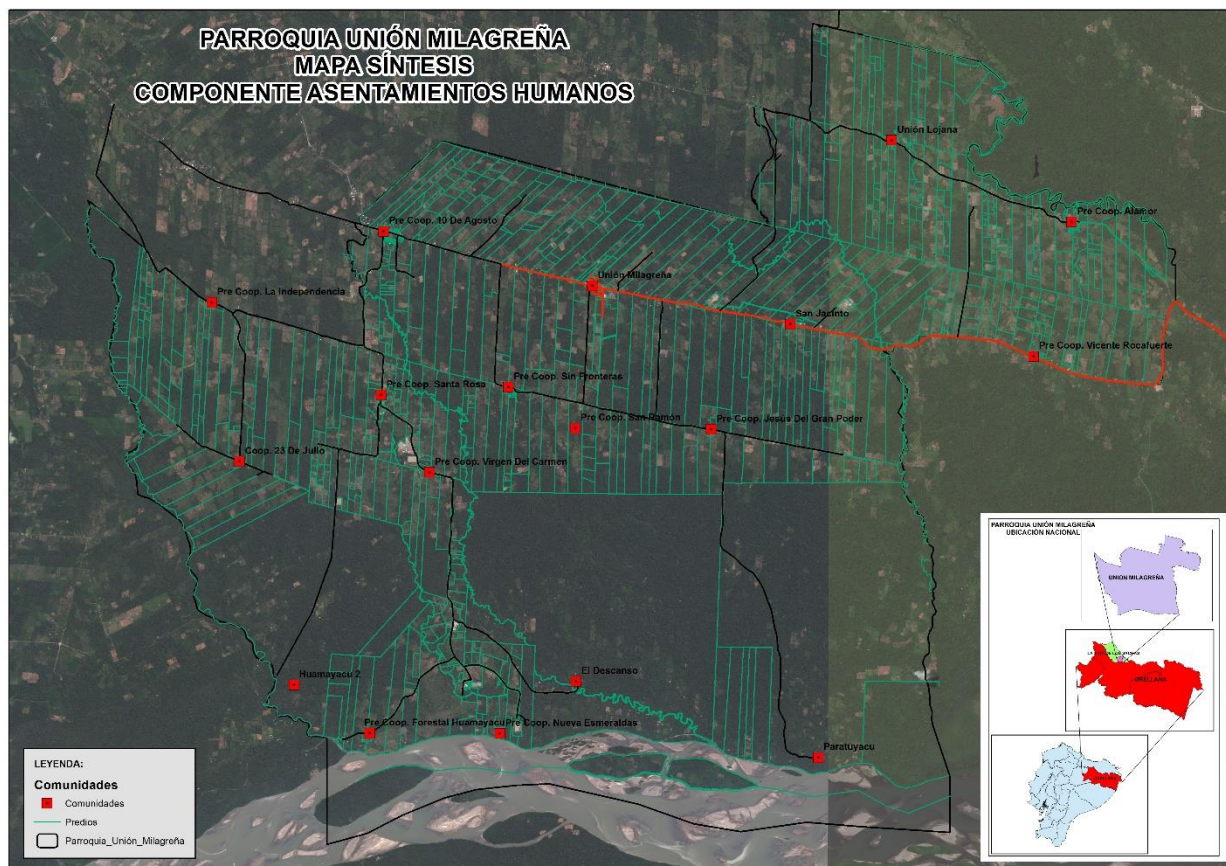 PARROQUIA UNIÓN MILAGREÑA
MAPA SÍNTESIS
COMPONENTE ASENTAMIENTOS HUMANOS
Unión Lojana
Pre Coop. Alamor
Pre Coop. 10 De Agosto
Unión Milagreña
Pre Coop. La Independencia
San Jacinto
Pre Coop. Vicente Rocafuerte
Pre Coop. Sin Fronteras
Pre Coop. Santa Rosa
Pre Coop. San Ramón
Pre Coop. Jesús Del Gran Poder
Coop. 23 De Julio
Pre Coop. Virgen Del Carmen
El Descanso
Huamayacu 2
Pre Coop. Forestal Huamayacu
Pre Coop. Nueva Esmeraldas
Paratuyacu
LEYENDA:
Comunidades
Comunidades
Predios
Parroquia_Unión_Milagreña
PARROQUIA UNIÓN MILAGREÑA
UBICACIÓN NACIONAL
UNION MILAGREÑA
ORELLANA